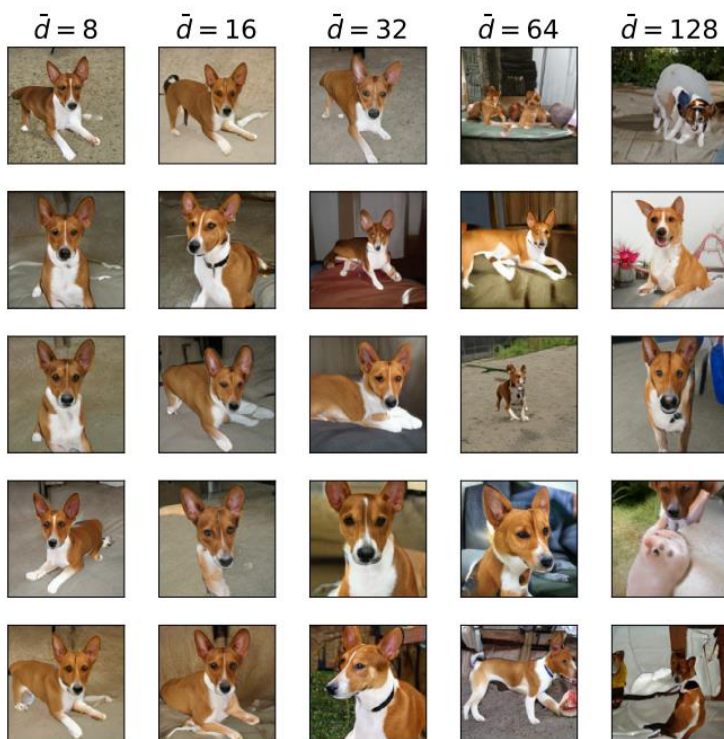 d̄ = 8 d̄ = 16 d̄ = 32 d̄ = 64 d̄ = 128